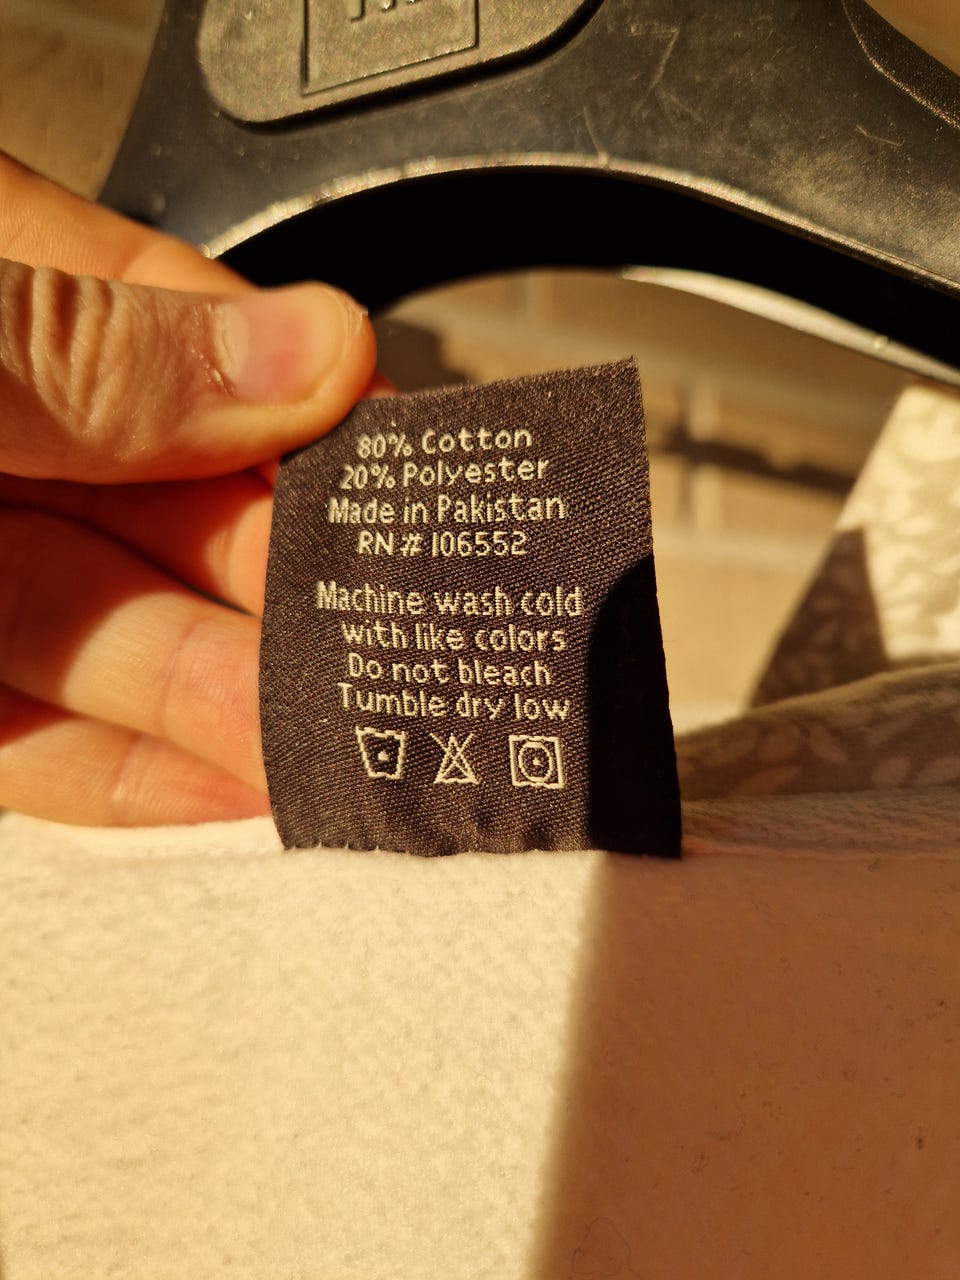 80% Cotton
20% Polyester
Made in Pakistan
RN # 106552
Machine wash cold
with like colors
Do not bleach
Tumble dry low